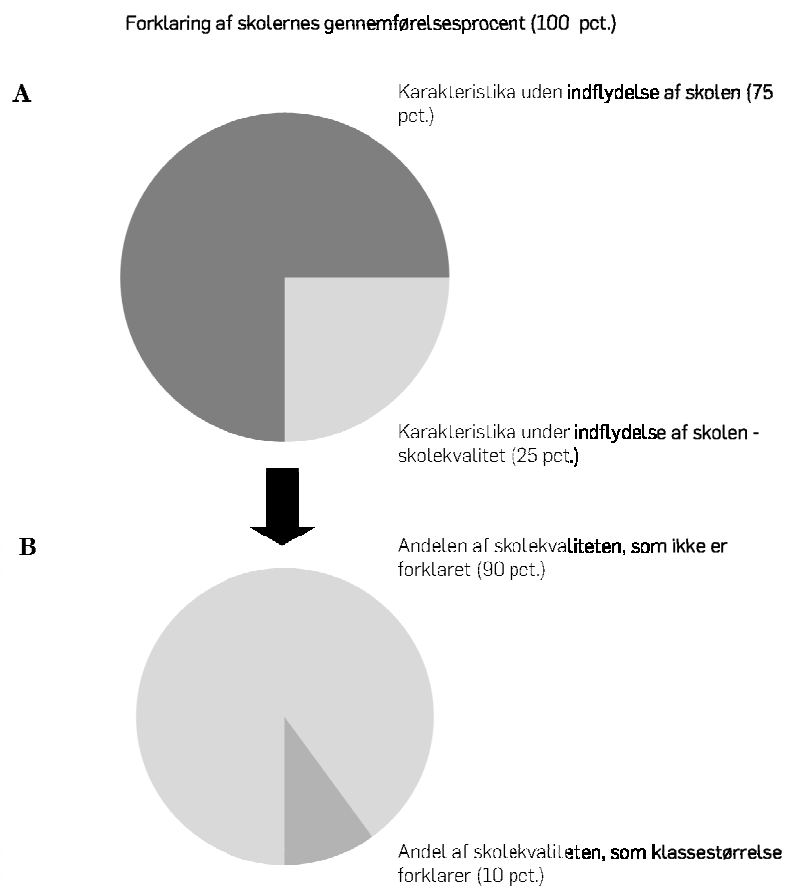 Forklaring af skolernes gennemførelsesprocent (100 pct.)
A
Karakteristika uden indflydelse af skolen (75
pct.)
Karakteristika under indflydelse af skolen -
skolekvalitet (25 pct.)
B
Andelen af skolekvaliteten, som ikke er
forklaret (90 pct.)
Andel af skolekvaliteten, som klassestørrelse
forklarer (10 pct.)